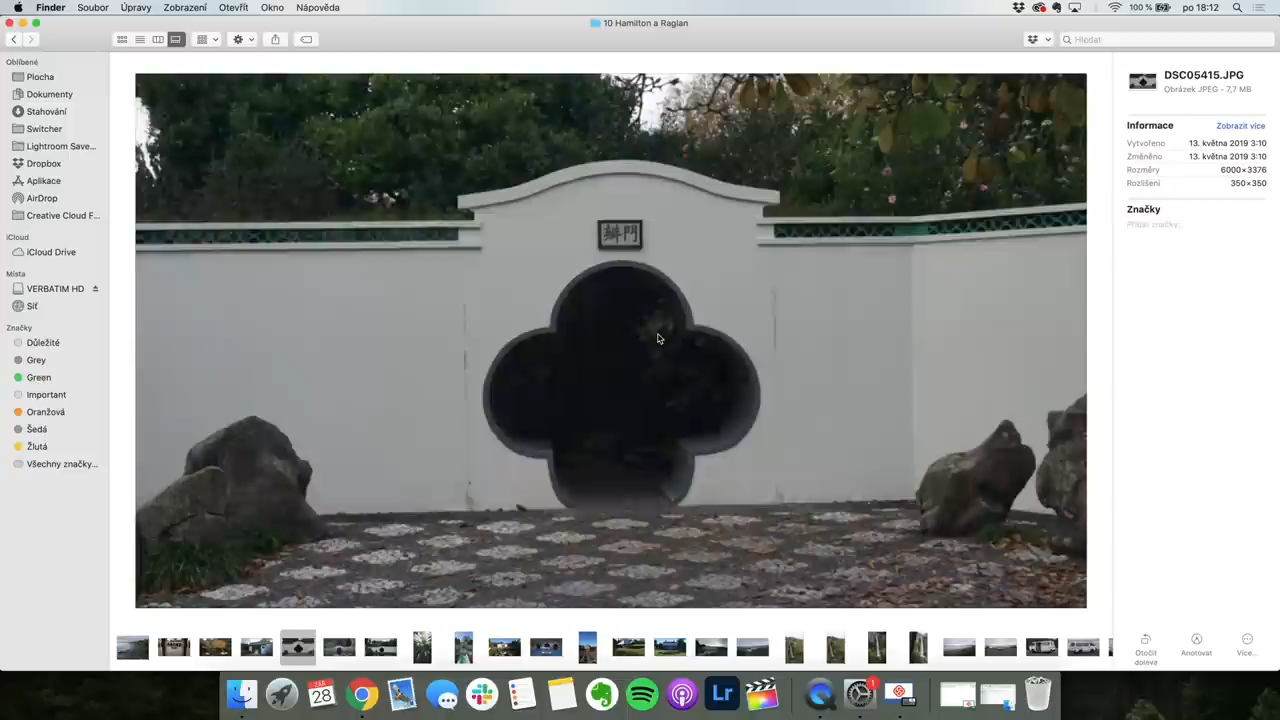 Finder Soubor Úpravy Zobrazení Otevřít Okno Nápověda 100 % po 18:12
10 Hamilton a Raglan
Hledat
Oblíbené
Plocha
Dokumenty
Stahování
Switcher
Lightroom Save...
Dropbox
Aplikace
AirDrop
Creative Cloud F...
iCloud
iCloud Drive
Místa
VERBATIM HD
Síť
Značky
Důležité
Grey
Green
Important
Oranžová
Šedá
Žlutá
Všechny značky...
DSC05415.JPG
Obrázek JPEG - 7,7 MB
Informace Zobrazit více
Vytvořeno 13. května 2019 3:10
Změněno 13. května 2019 3:10
Rozměry 6000×3376
Rozlišení 350×350
Značky
Přidat značky...
Otočit doleva
Anotovat
Více...
ZÁŘ
28
Lr
1